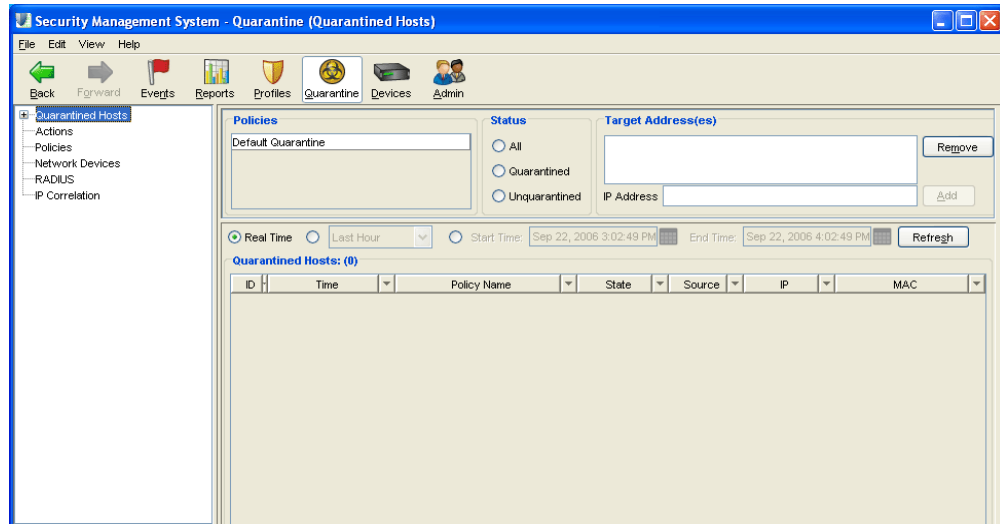 Security Management System - Quarantine (Quarantined Hosts)
File Edit View Help
Back Forward Events Reports Profiles Quarantine Devices Admin
Quarantined Hosts
Actions
Policies
Network Devices
RADIUS
IP Correlation
Policies
Default Quarantine
Status
All
Quarantined
Unquarantined
Target Address(es)
Remove
IP Address
Add
Real Time Last Hour Start Time: Sep 22, 2006 3:02:49 PM End Time: Sep 22, 2006 4:02:49 PM Refresh
Quarantined Hosts: (0)
ID Time Policy Name State Source IP MAC